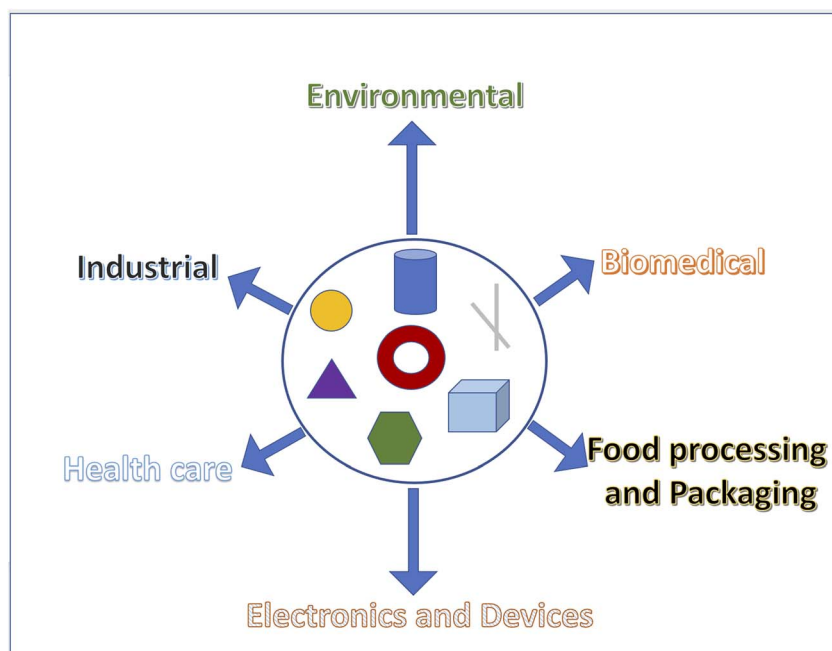 Environmental
Industrial
Biomedical
Health care
Food processing
and Packaging
Electronics and Devices